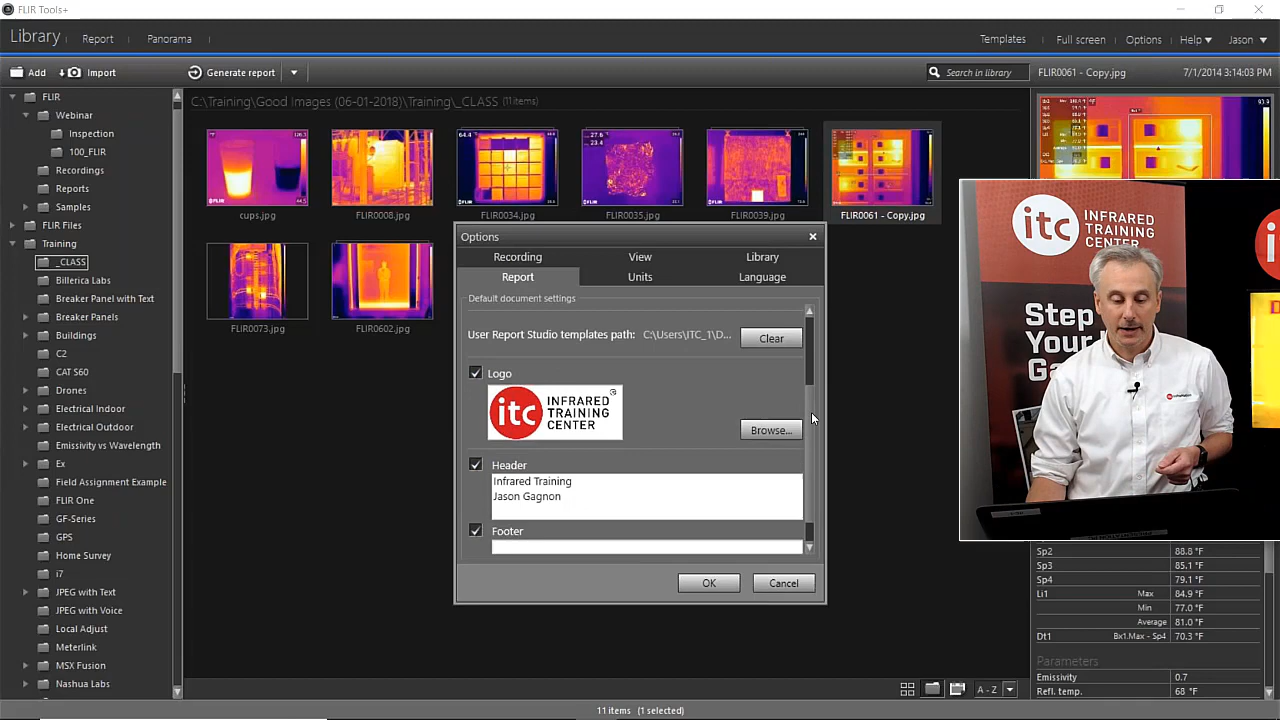 FLIR Tools+
Library Report Panorama Templates Full screen Options Help Jason
Add Import Generate report Search in library FLIR0061 - Copy.jpg 7/1/2014 3:14:03 PM
C:\Training\Good Images (06-01-2018)\Training\_CLASS (11 items)
FLIR
Webinar
Inspection
100_FLIR
Recordings
Reports
Samples
FLIR Files
Training
_CLASS
Billerica Labs
Breaker Panel with Text
Breaker Panels
Buildings
C2
CAT S60
Drones
Electrical Indoor
Electrical Outdoor
Emissivity vs Wavelength
Ex
Field Assignment Example
FLIR One
GF-Series
GPS
Home Survey
i7
JPEG with Text
JPEG with Voice
Local Adjust
Meterlink
MSX Fusion
Nashua Labs
cups.jpg
FLIR0008.jpg
64.4
FLIR0034.jpg
27.6
23.4
FLIR0035.jpg
FLIR0039.jpg
FLIR0061 - Copy.jpg
FLIR0073.jpg
FLIR0602.jpg
Options
Recording View Library
Report Units Language
Default document settings
User Report Studio templates path: C:\Users\ITC_1\D... Clear
Logo
itc INFRARED
TRAINING
CENTER
Browse...
Header
Infrared Training
Jason Gagnon
Footer
OK Cancel
93.9
itc INFRARED
TRAINING
CENTER
Step
Your
Ga
Sp2 88.8 °F
Sp3 85.1 °F
Sp4 79.1 °F
Li1 Max 84.9 °F
Min 77.0 °F
Average 81.0 °F
Dt1 Bx1.Max - Sp4 70.3 °F
Parameters
Emissivity 0.7
Refl. temp. 68 °F
A - Z
11 items (1 selected)